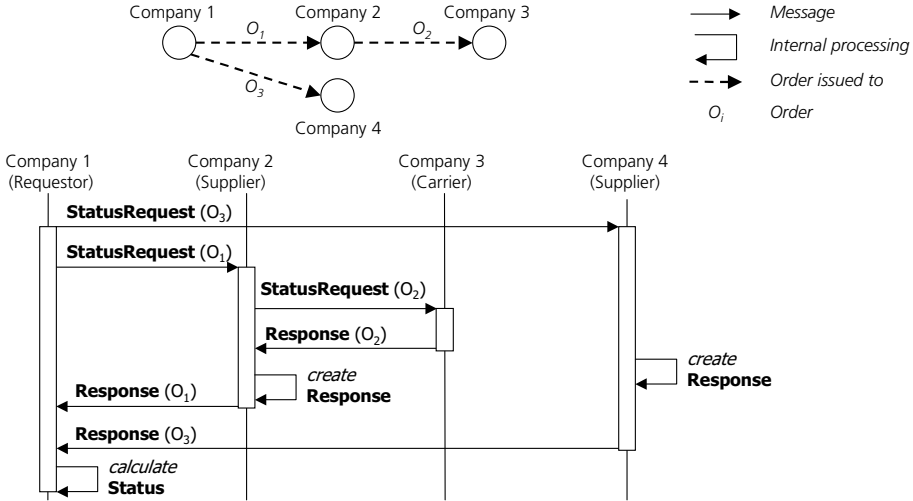 Company 1
Company 2
Company 3
O₁
O₂
O₃
Company 4
Message
Internal processing
Order issued to
Oᵢ
Order
Company 1
(Requestor)
Company 2
(Supplier)
Company 3
(Carrier)
Company 4
(Supplier)
StatusRequest (O₃)
StatusRequest (O₁)
StatusRequest (O₂)
Response (O₂)
create
Response
create
Response
Response (O₁)
Response (O₃)
calculate
Status